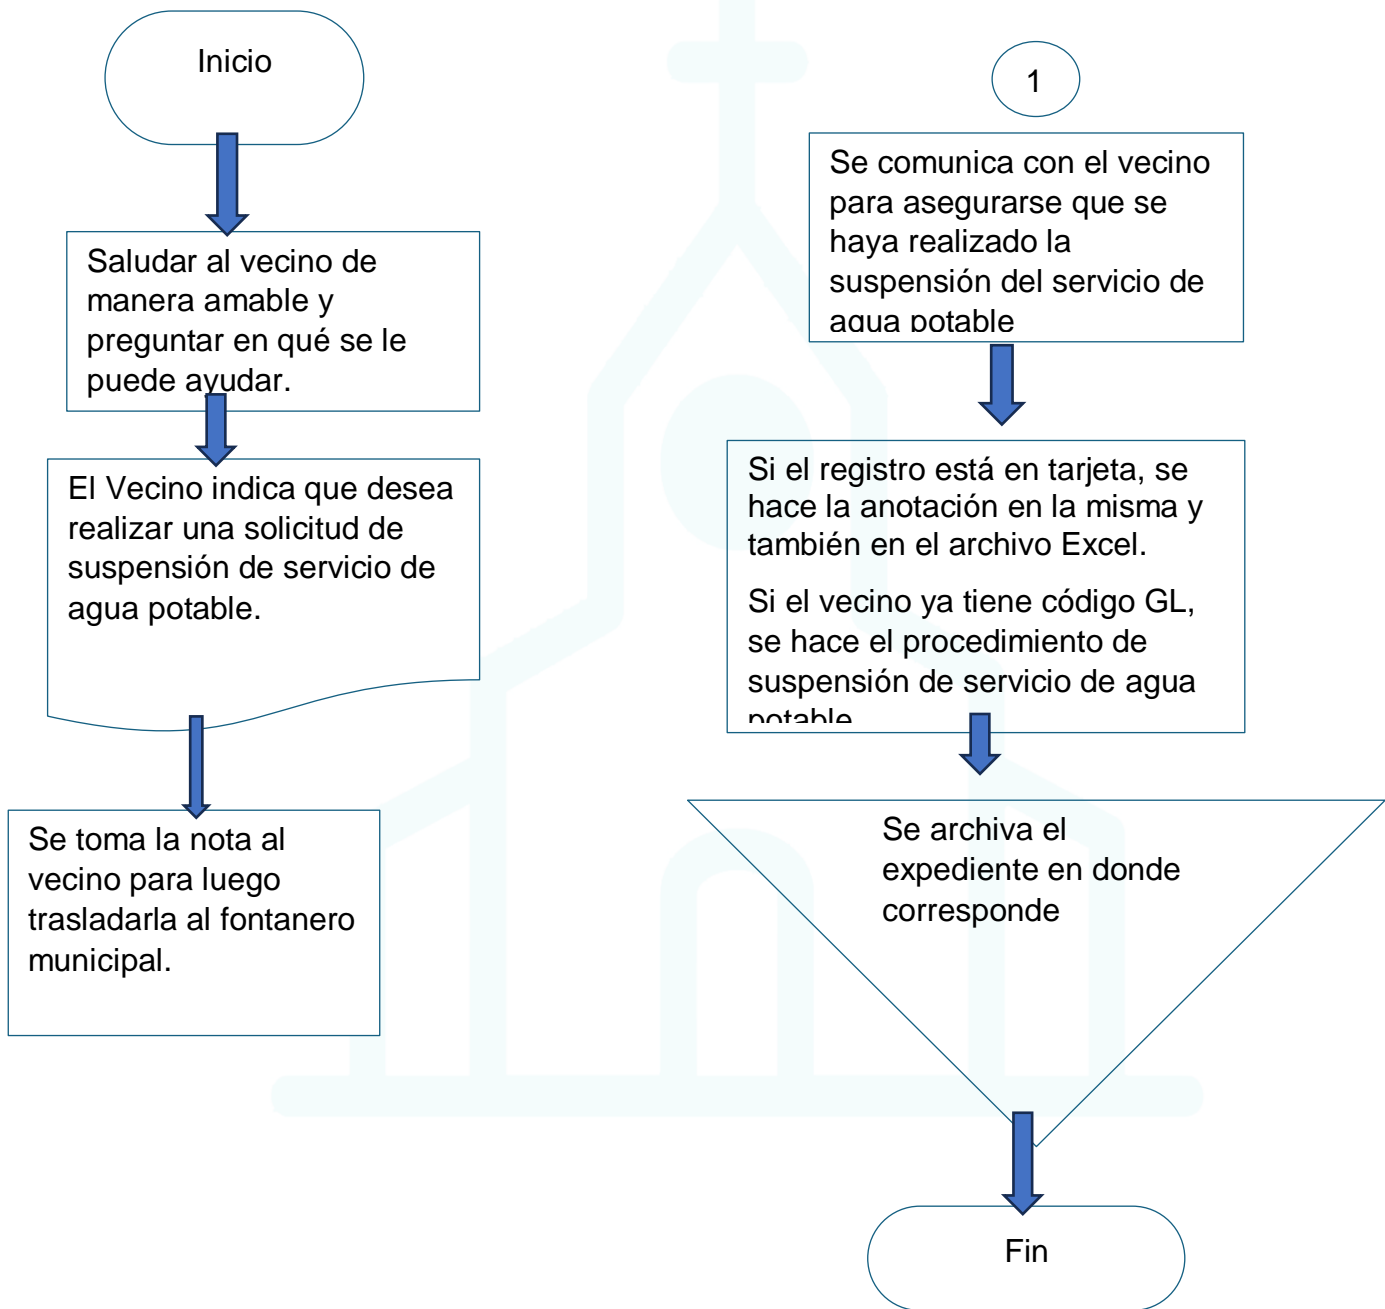 Inicio
Saludar al vecino de
manera amable y
preguntar en qué se le
puede ayudar.
El Vecino indica que desea
realizar una solicitud de
suspensión de servicio de
agua potable.
Se toma la nota al
vecino para luego
trasladarla al fontanero
municipal.
1
Se comunica con el vecino
para asegurarse que se
haya realizado la
suspensión del servicio de
agua potable
Si el registro está en tarjeta, se
hace la anotación en la misma y
también en el archivo Excel.
Si el vecino ya tiene código GL,
se hace el procedimiento de
suspensión de servicio de agua
potable
Se archiva el
expediente en donde
corresponde
Fin